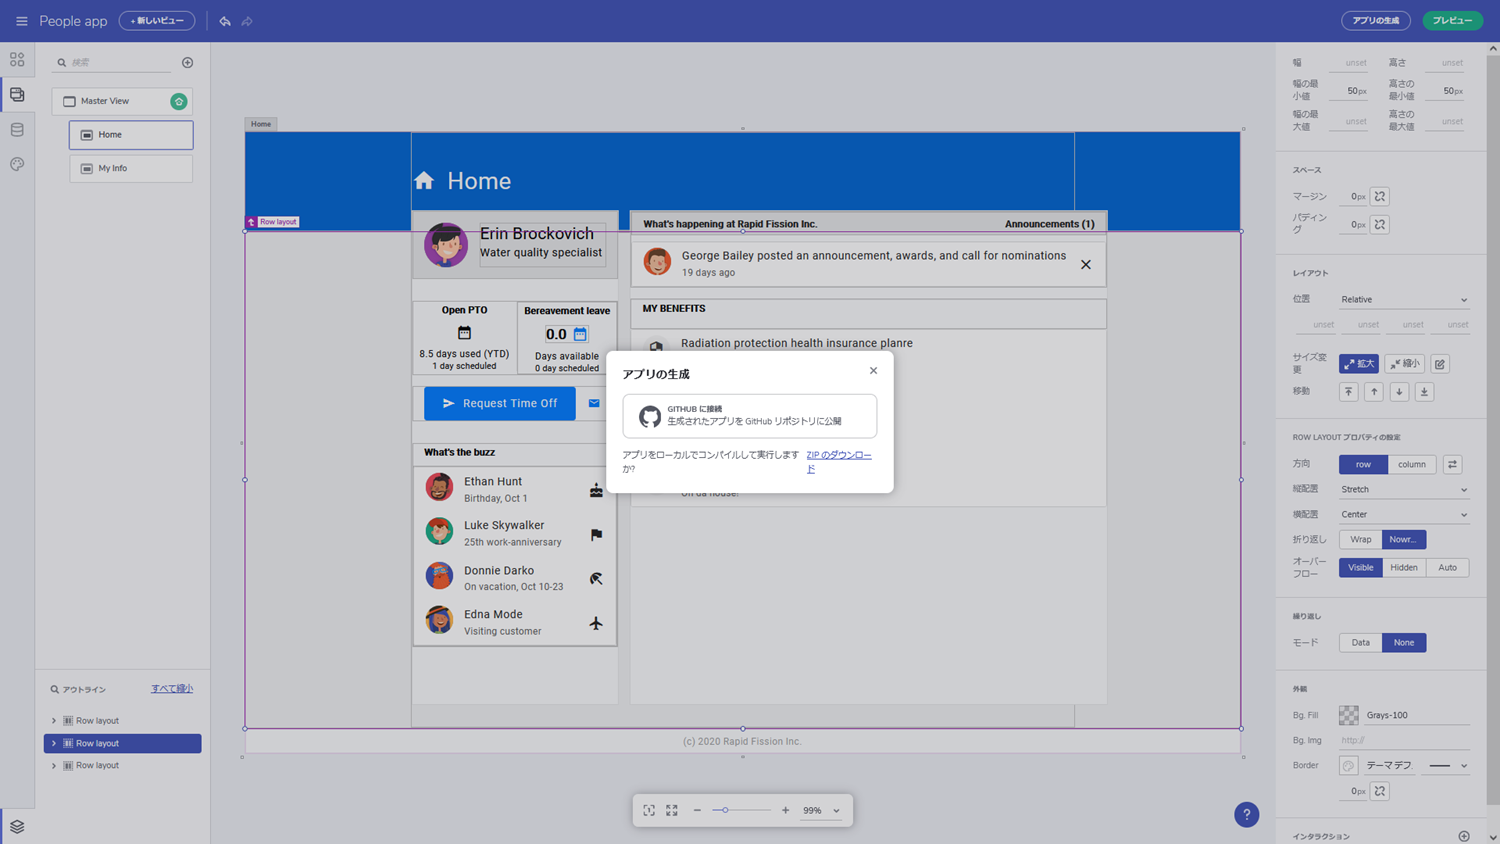 People app
+ 新しいビュー
アプリの生成
プレビュー
検索
Master View
Home
My Info
アウトライン
すべて縮小
Row layout
Row layout
Row layout
Home
Home
Row layout
Erin Brockovich
Water quality specialist
What's happening at Rapid Fission Inc.
Announcements (1)
George Bailey posted an announcement, awards, and call for nominations
19 days ago
Open PTO
8.5 days used (YTD)
1 day scheduled
Bereavement leave
0.0
Days available
0 day scheduled
MY BENEFITS
Radiation protection health insurance planre
Request Time Off
What's the buzz
Ethan Hunt
Birthday, Oct 1
Luke Skywalker
25th work-anniversary
Donnie Darko
On vacation, Oct 10-23
Edna Mode
Visiting customer
アプリの生成
GITHUB に接続
生成されたアプリを GitHub リポジトリに公開
アプリをローカルでコンパイルして実行します
か?
ZIP のダウンロー
ド
On da house!
(c) 2020 Rapid Fission Inc.
99%
?
幅
unset
高さ
unset
幅の最
小値
50px
高さの
最小値
50px
幅の最
大値
unset
高さの
最大値
unset
スペース
マージン
0px
パディン
グ
0px
レイアウト
位置
Relative
unset
unset
unset
unset
サイズ変
更
拡大
縮小
移動
ROW LAYOUT プロパティの設定
方向
row
column
縦配置
Stretch
横配置
Center
折り返し
Wrap
Nowr...
オーバー
フロー
Visible
Hidden
Auto
繰り返し
モード
Data
None
外観
Bg. Fill
Grays-100
Bg. Img
http://
Border
テーマ デフ.
0px
インタラクション